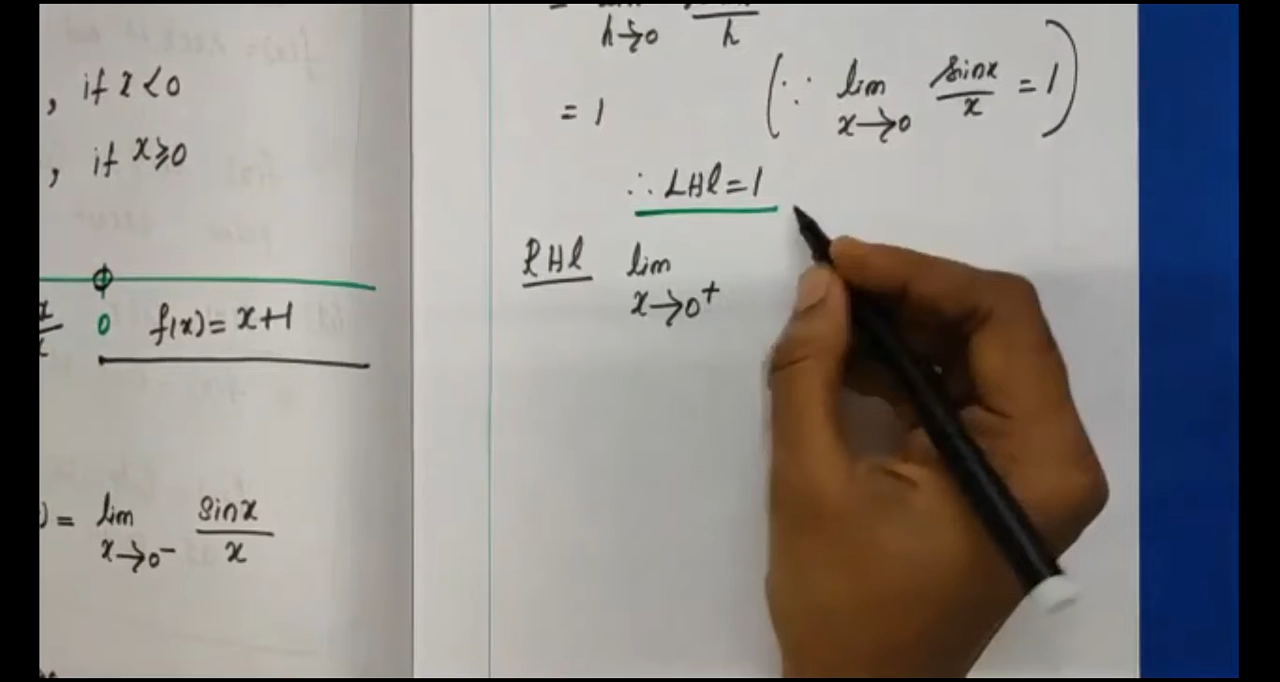 , if x < 0
, if x ≥ 0
0 f(x) = x+1
) = lim x→0⁻ sinx/x
h→0 h
= 1 (∵ lim x→0 sinx/x = 1)
∴ LHl = 1
RHl lim x→0⁺